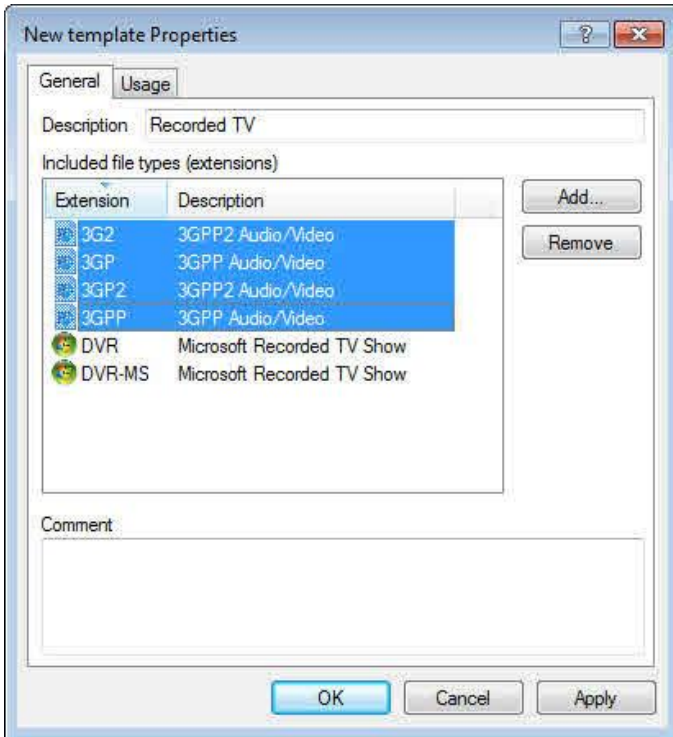 New template Properties
?
General Usage
Description Recorded TV
Included file types (extensions)
Extension Description
3G2 3GPP2 Audio/Video
3GP 3GPP Audio/Video
3GP2 3GPP2 Audio/Video
3GPP 3GPP Audio/Video
DVR Microsoft Recorded TV Show
DVR-MS Microsoft Recorded TV Show
Add...
Remove
Comment
OK Cancel Apply